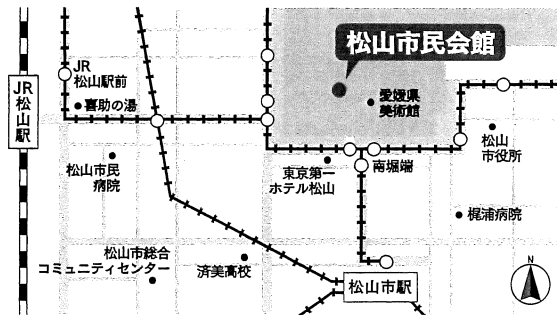 松山市民会館
JR
松山駅前
喜助の湯
JR松山駅
愛媛県
美術館
松山
市役所
松山市民
病院
東京第一
ホテル松山
南堀端
梶浦病院
松山市総合
コミュニティセンター
済美高校
松山市駅
N